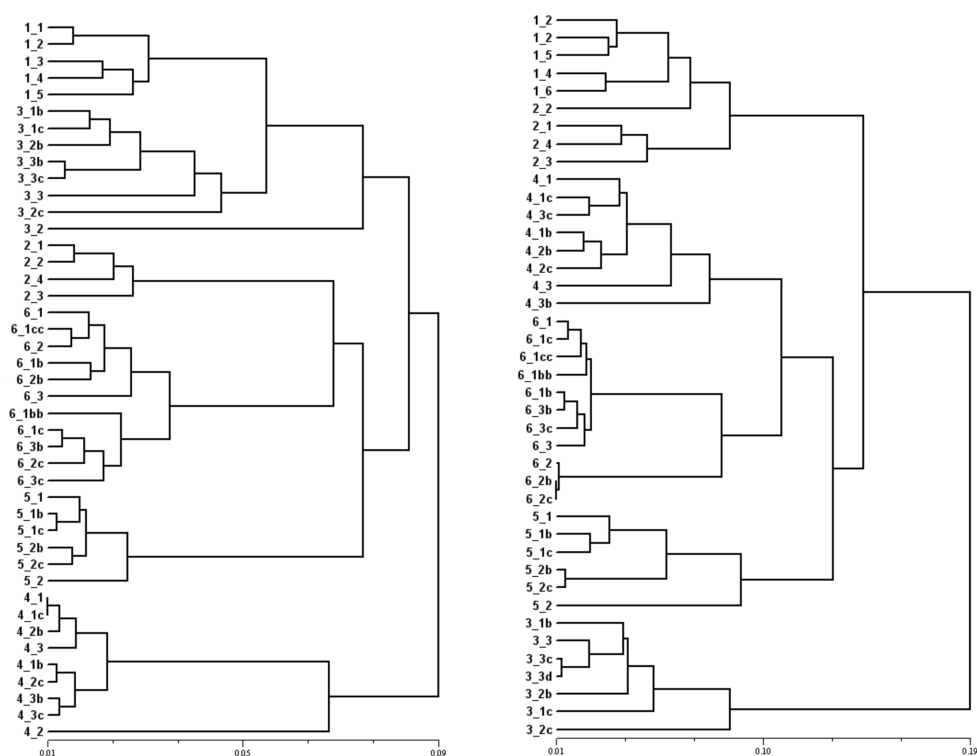 1_1
1_2
1_3
1_4
1_5
3_1b
3_1c
3_2b
3_3b
3_3c
3_3
3_2c
3_2
2_1
2_2
2_4
2_3
6_1
6_1cc
6_2
6_1b
6_2b
6_3
6_1bb
6_1c
6_3b
6_2c
6_3c
5_1
5_1b
5_1c
5_2b
5_2c
5_2
4_1
4_1c
4_2b
4_3
4_1b
4_2c
4_3b
4_3c
4_2
0.01 0.05 0.09
1_2
1_2
1_5
1_4
1_6
2_2
2_1
2_4
2_3
4_1
4_1c
4_3c
4_1b
4_2b
4_2c
4_3
4_3b
6_1
6_1c
6_1cc
6_1bb
6_1b
6_3b
6_3c
6_3
6_2
6_2b
6_2c
5_1
5_1b
5_1c
5_2b
5_2c
5_2
3_1b
3_3
3_3c
3_3d
3_2b
3_1c
3_2c
0.01 0.10 0.19